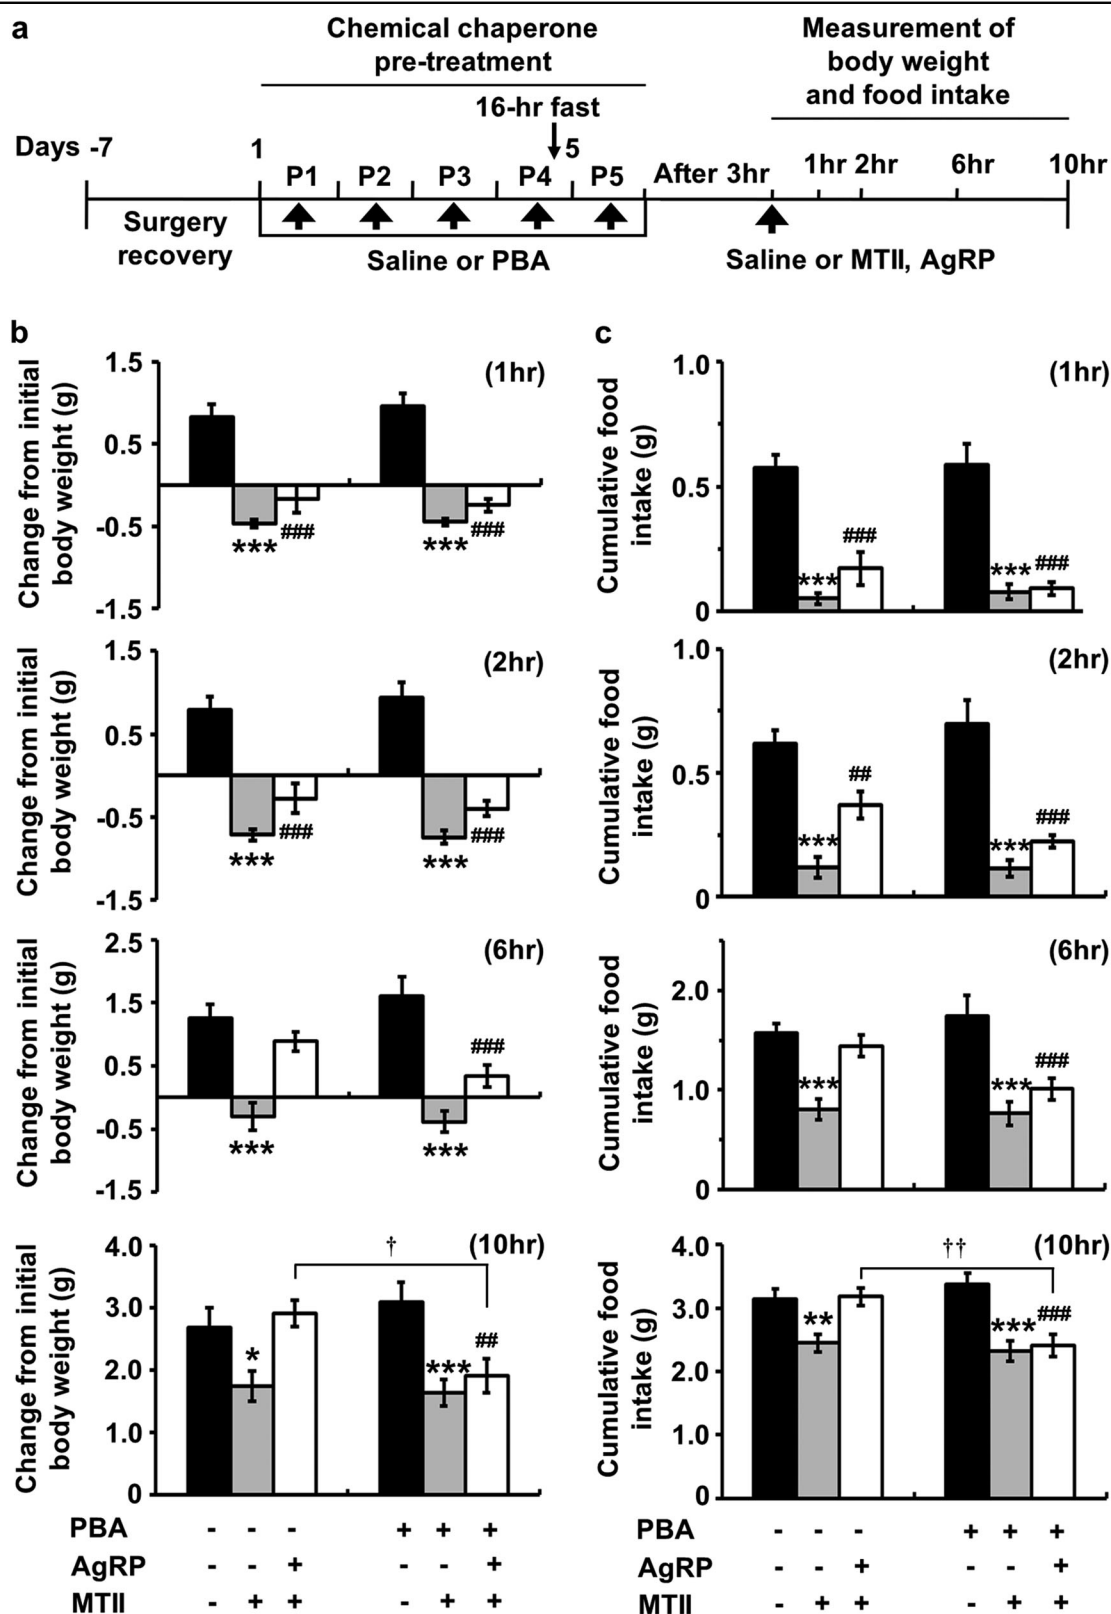 a
Chemical chaperone
pre-treatment
Measurement of
body weight
and food intake
16-hr fast
Days -7
1
5
P1 P2 P3 P4 P5
After 3hr
1hr 2hr
6hr
10hr
Surgery
recovery
Saline or PBA
Saline or MTII, AgRP
b
Change from initial
body weight (g)
1.5
0.5
-0.5
-1.5
(1hr)
***
###
***
###
Change from initial
body weight (g)
1.5
0.5
-0.5
-1.5
(2hr)
***
###
***
###
Change from initial
body weight (g)
2.5
1.5
0.5
-0.5
-1.5
(6hr)
***
***
###
Change from initial
body weight (g)
4.0
3.0
2.0
1.0
0
(10hr)
†
*
***
##
PBA - - - + + +
AgRP - - + - - +
MTII - + + - + +
c
Cumulative food
intake (g)
1.0
0.5
0
(1hr)
***
###
***
###
Cumulative food
intake (g)
1.0
0.5
0
(2hr)
***
##
***
###
Cumulative food
intake (g)
2.0
1.0
0
(6hr)
***
***
###
Cumulative food
intake (g)
4.0
3.0
2.0
1.0
0
(10hr)
††
**
***
###
PBA - - - + + +
AgRP - - + - - +
MTII - + + - + +